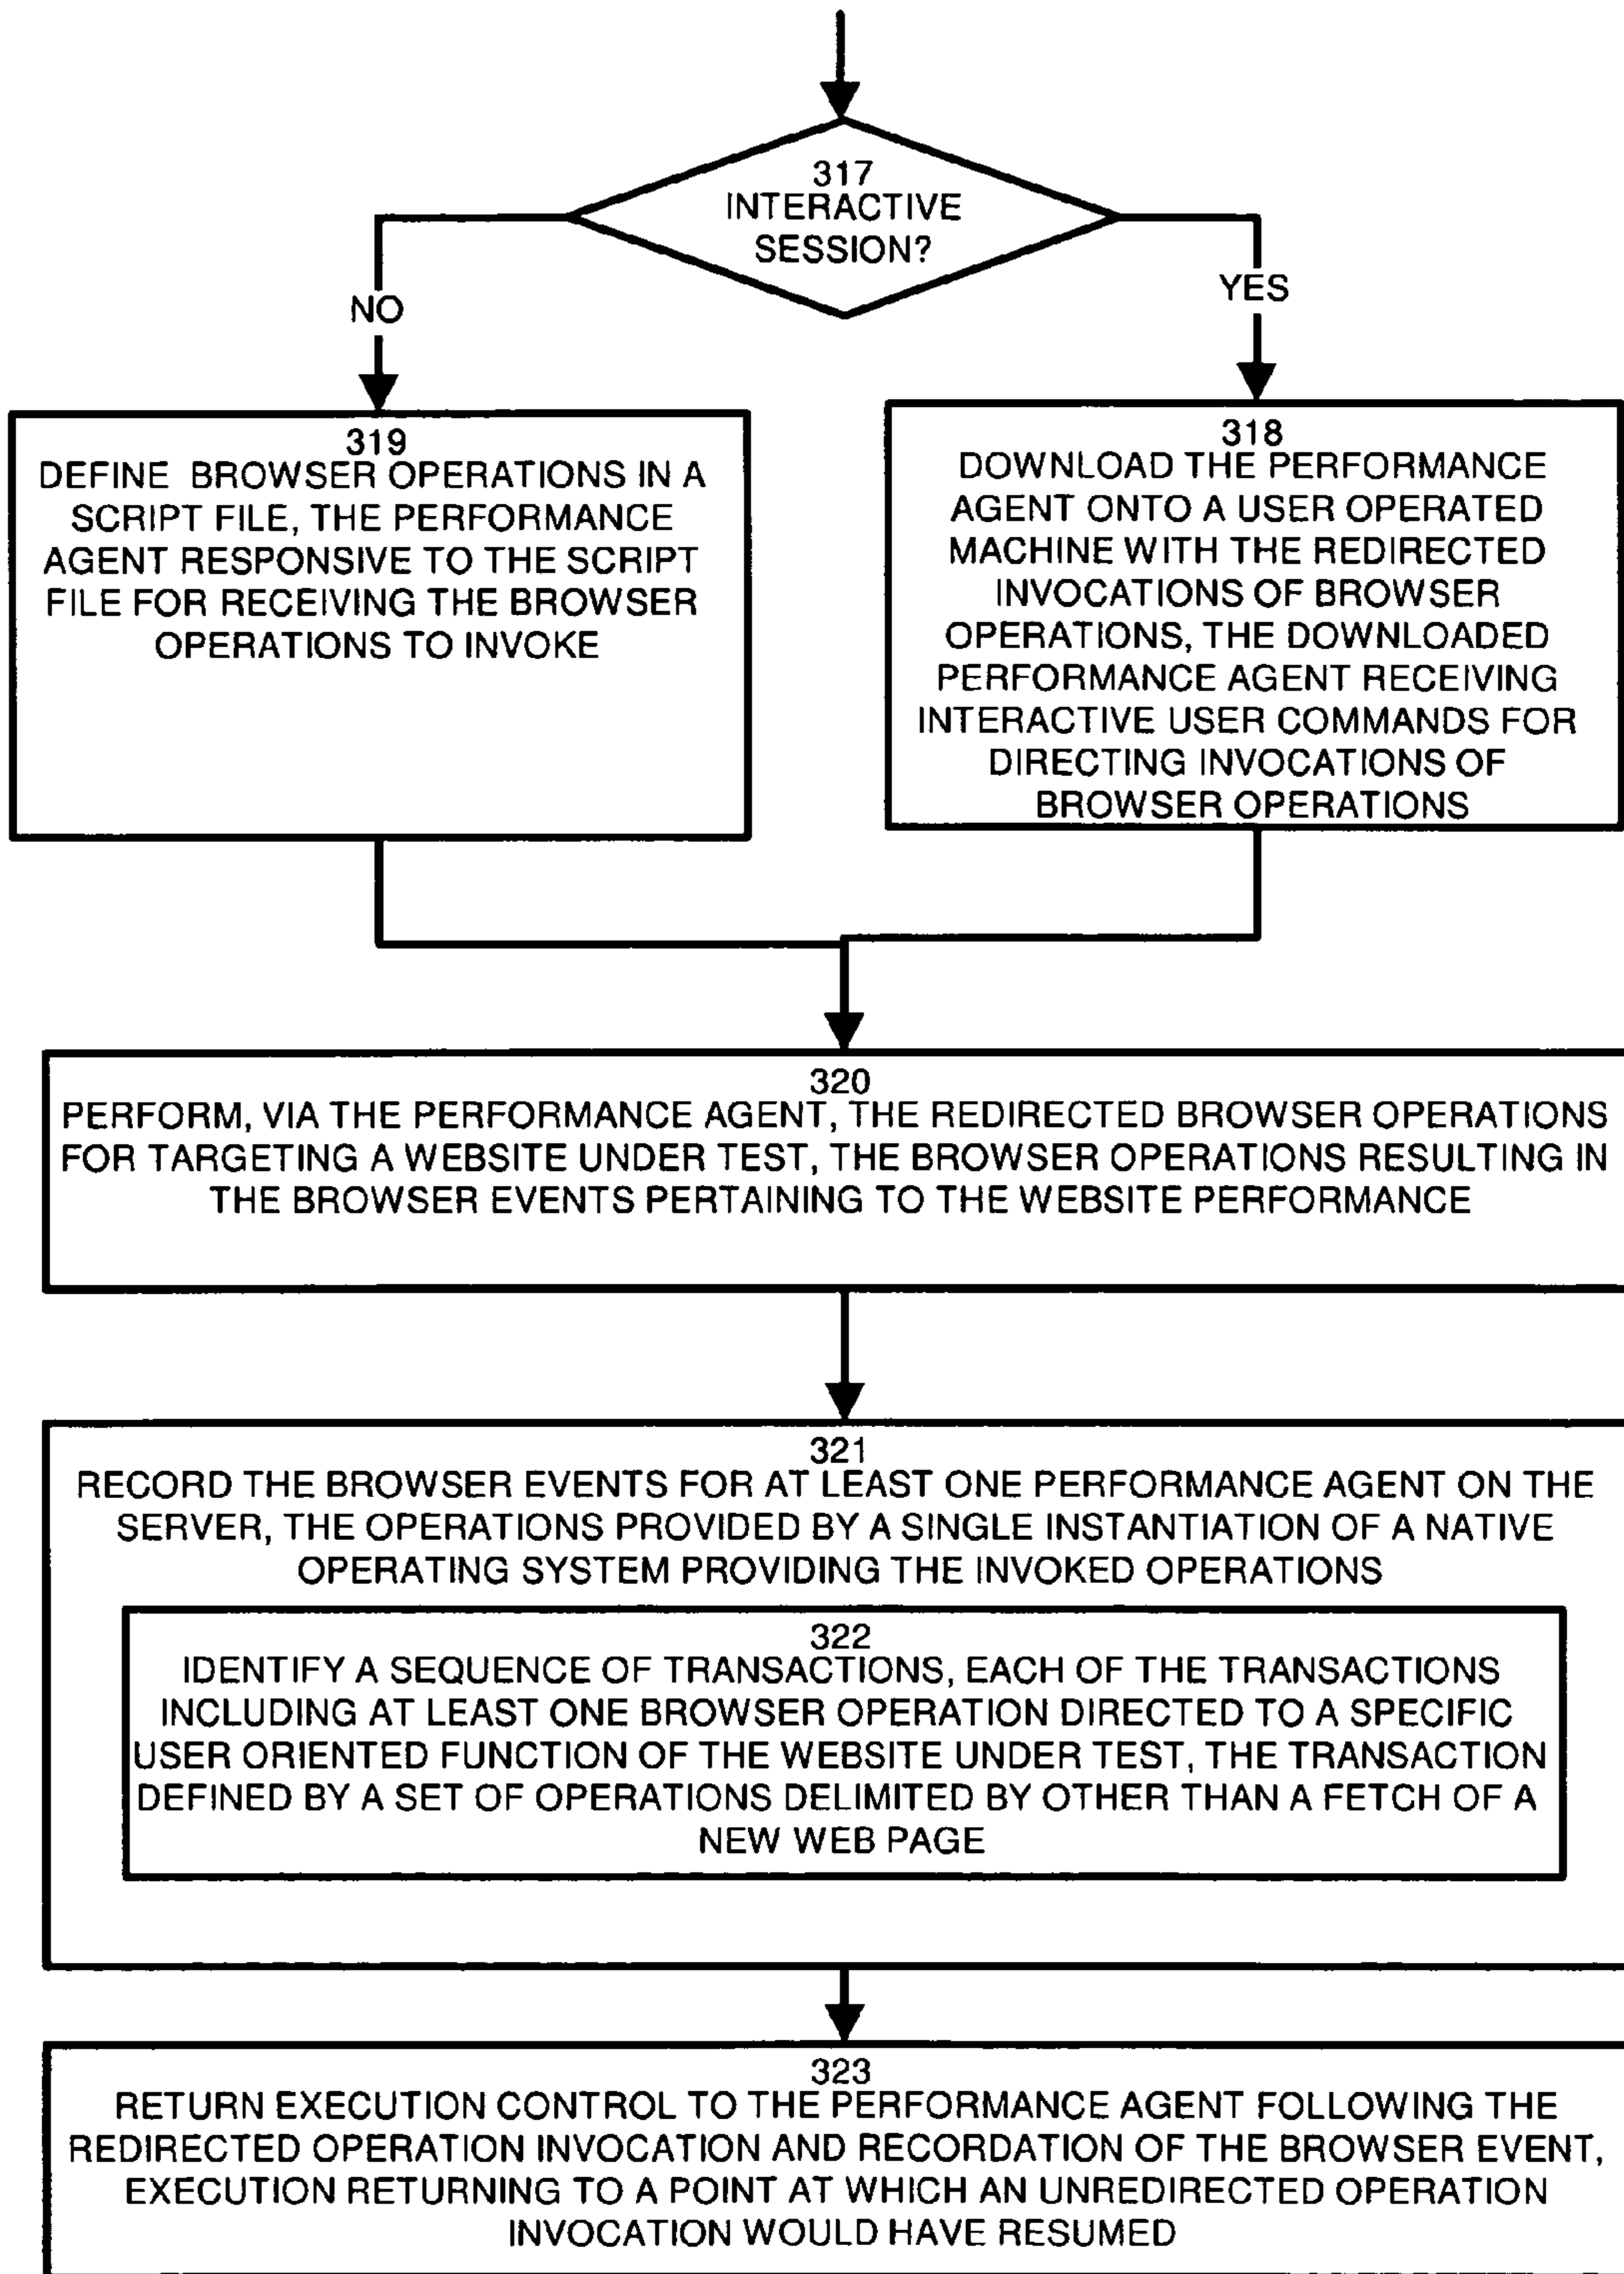 317
INTERACTIVE
SESSION?
NO
YES
319
DEFINE BROWSER OPERATIONS IN A
SCRIPT FILE, THE PERFORMANCE
AGENT RESPONSIVE TO THE SCRIPT
FILE FOR RECEIVING THE BROWSER
OPERATIONS TO INVOKE
318
DOWNLOAD THE PERFORMANCE
AGENT ONTO A USER OPERATED
MACHINE WITH THE REDIRECTED
INVOCATIONS OF BROWSER
OPERATIONS, THE DOWNLOADED
PERFORMANCE AGENT RECEIVING
INTERACTIVE USER COMMANDS FOR
DIRECTING INVOCATIONS OF
BROWSER OPERATIONS
320
PERFORM, VIA THE PERFORMANCE AGENT, THE REDIRECTED BROWSER OPERATIONS
FOR TARGETING A WEBSITE UNDER TEST, THE BROWSER OPERATIONS RESULTING IN
THE BROWSER EVENTS PERTAINING TO THE WEBSITE PERFORMANCE
321
RECORD THE BROWSER EVENTS FOR AT LEAST ONE PERFORMANCE AGENT ON THE
SERVER, THE OPERATIONS PROVIDED BY A SINGLE INSTANTIATION OF A NATIVE
OPERATING SYSTEM PROVIDING THE INVOKED OPERATIONS
322
IDENTIFY A SEQUENCE OF TRANSACTIONS, EACH OF THE TRANSACTIONS
INCLUDING AT LEAST ONE BROWSER OPERATION DIRECTED TO A SPECIFIC
USER ORIENTED FUNCTION OF THE WEBSITE UNDER TEST, THE TRANSACTION
DEFINED BY A SET OF OPERATIONS DELIMITED BY OTHER THAN A FETCH OF A
NEW WEB PAGE
323
RETURN EXECUTION CONTROL TO THE PERFORMANCE AGENT FOLLOWING THE
REDIRECTED OPERATION INVOCATION AND RECORDATION OF THE BROWSER EVENT,
EXECUTION RETURNING TO A POINT AT WHICH AN UNREDIRECTED OPERATION
INVOCATION WOULD HAVE RESUMED